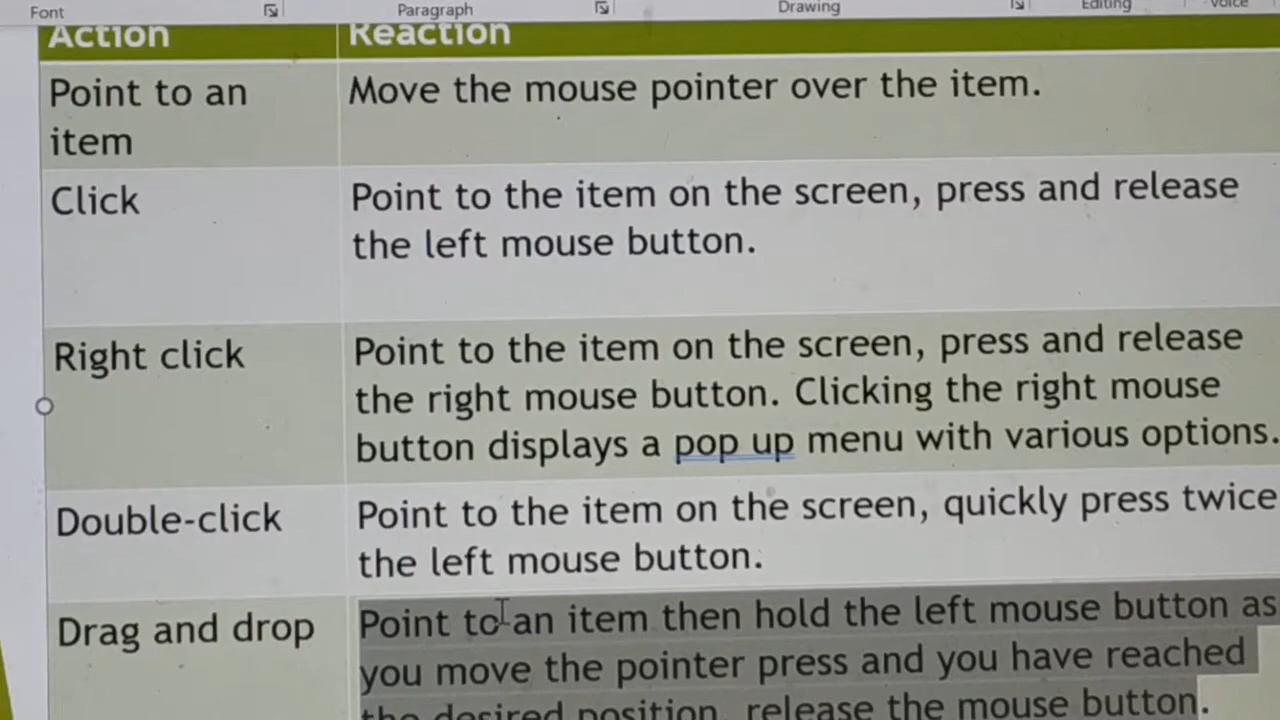 Font Paragraph Drawing Editing Voice
Action Reaction
Point to an
item
Move the mouse pointer over the item.
Click
Point to the item on the screen, press and release
the left mouse button.
Right click
Point to the item on the screen, press and release
the right mouse button. Clicking the right mouse
button displays a pop up menu with various options.
Double-click
Point to the item on the screen, quickly press twice
the left mouse button.
Drag and drop
Point to an item then hold the left mouse button as
you move the pointer press and you have reached
the desired position, release the mouse button.